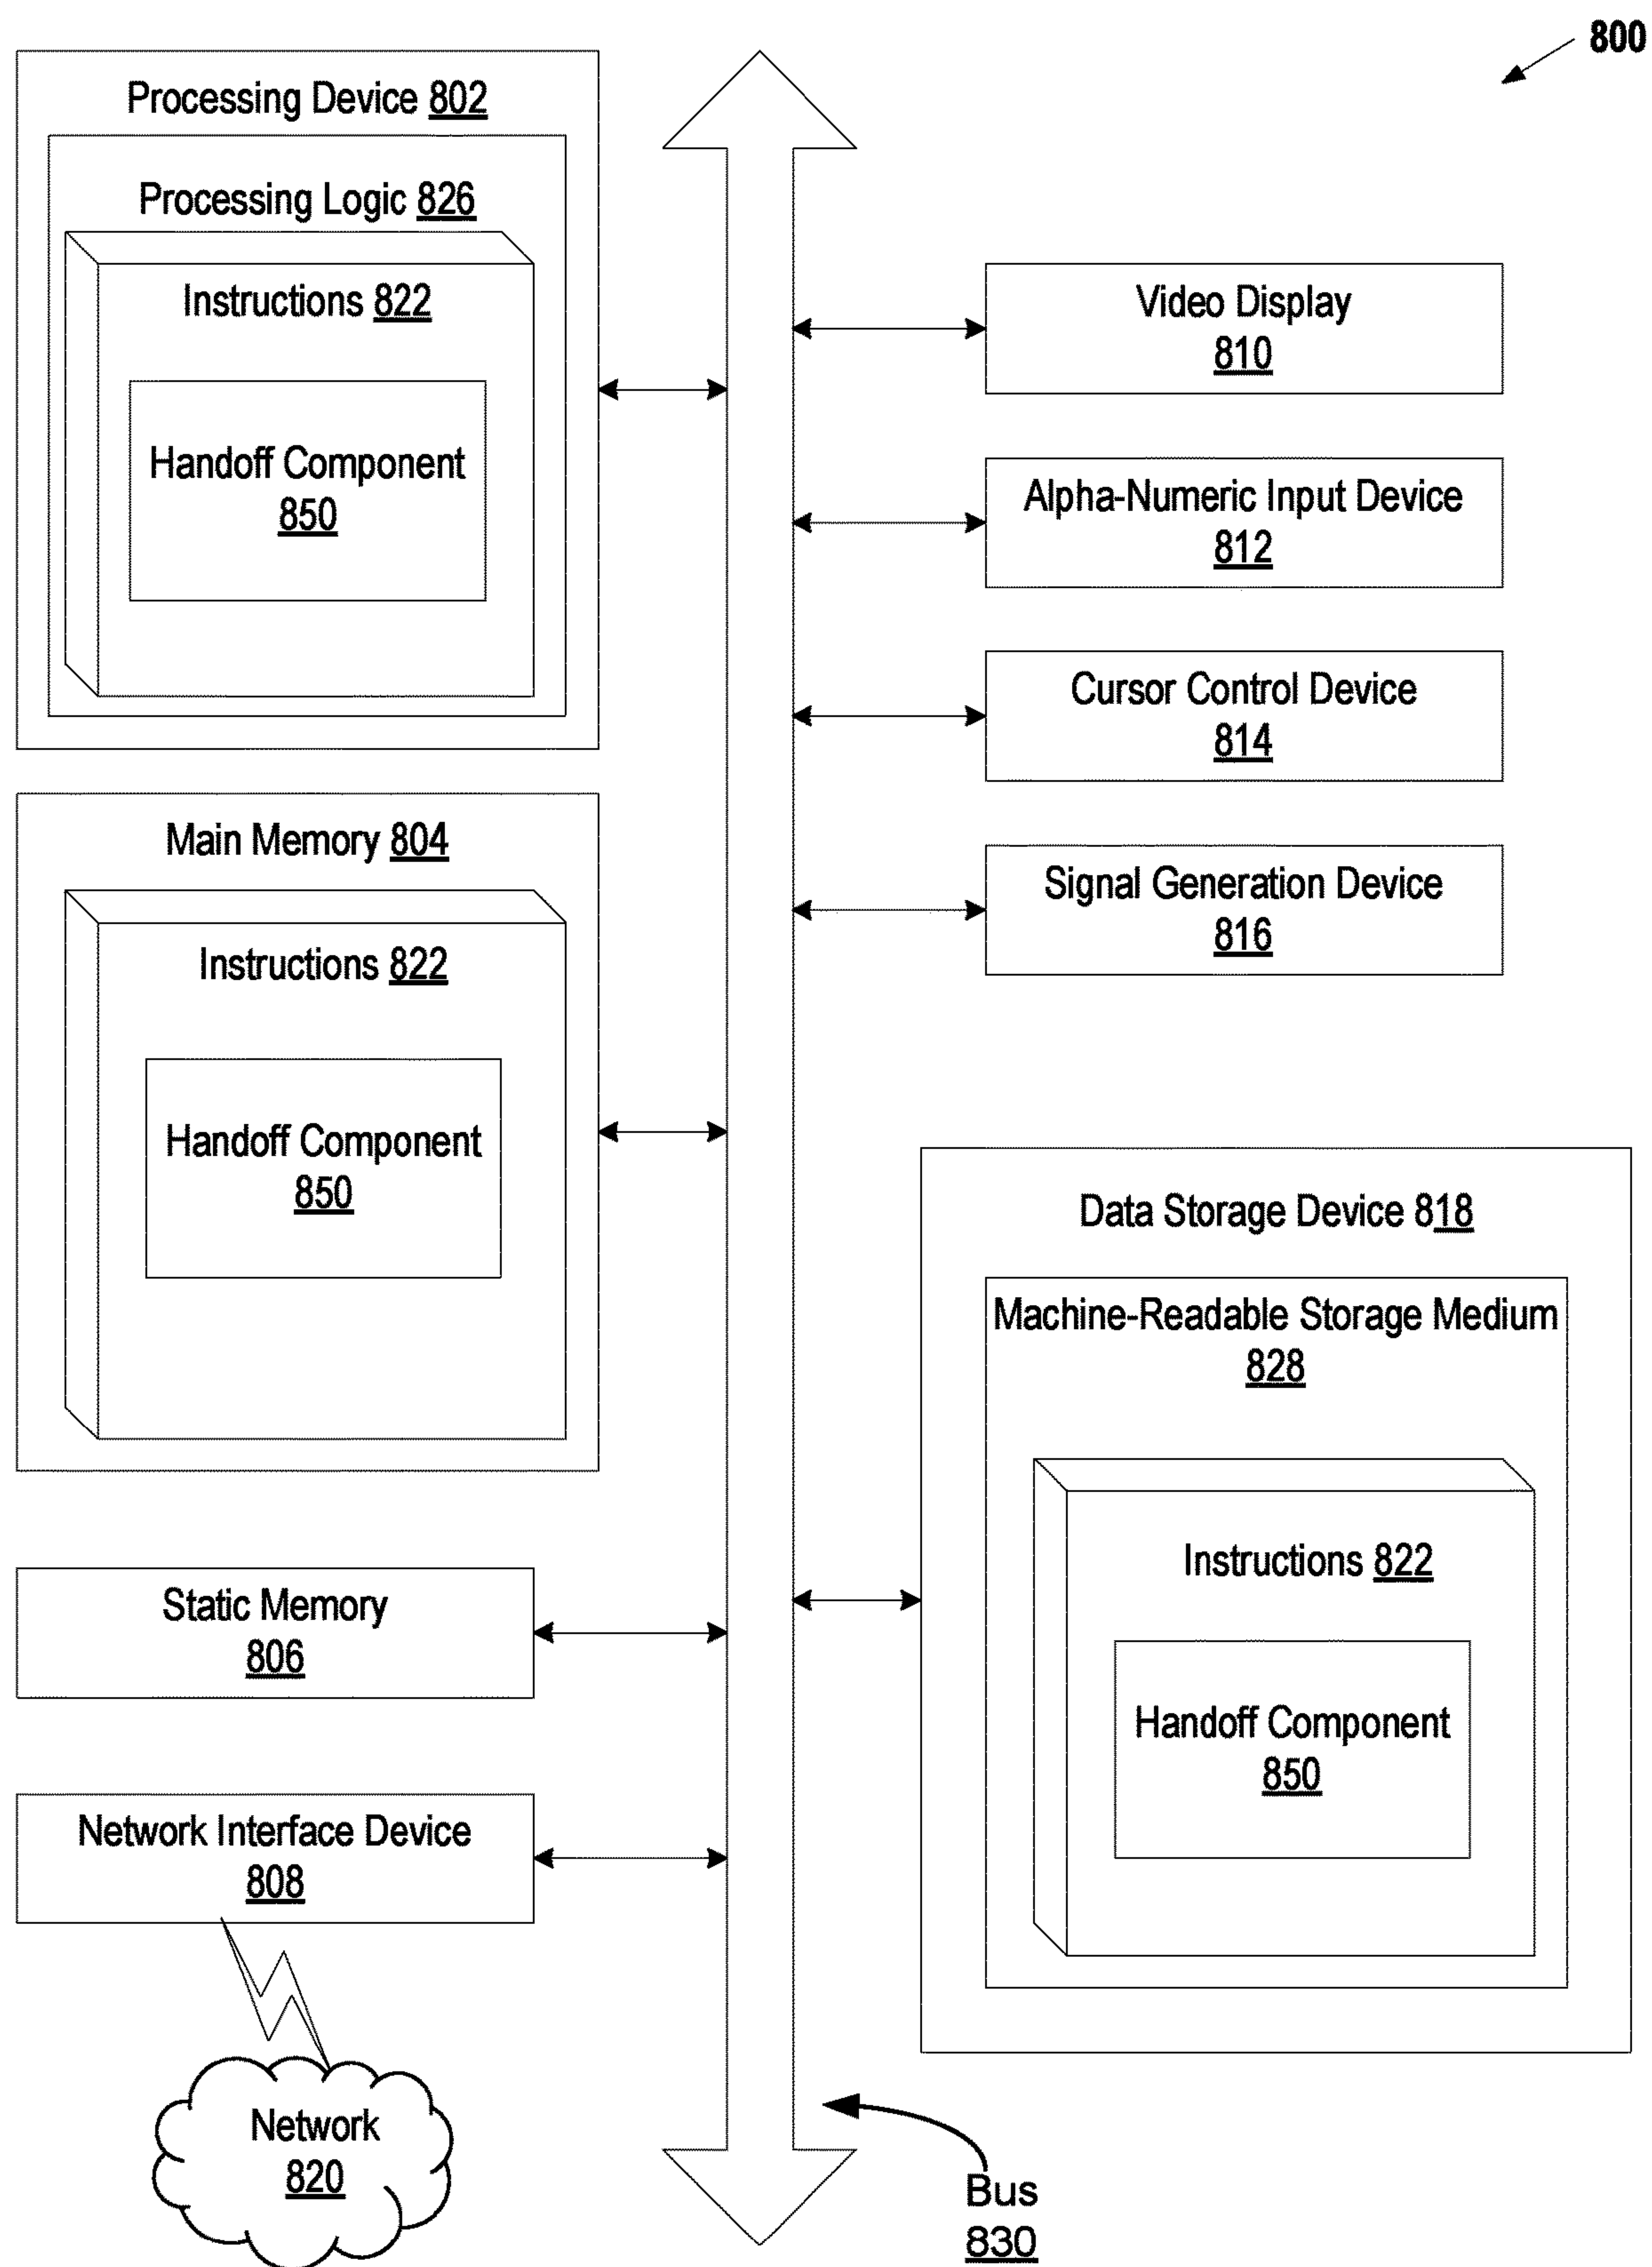 800
Processing Device 802
Processing Logic 826
Instructions 822
Handoff Component
850
Main Memory 804
Instructions 822
Handoff Component
850
Static Memory
806
Network Interface Device
808
Network
820
Video Display
810
Alpha-Numeric Input Device
812
Cursor Control Device
814
Signal Generation Device
816
Data Storage Device 818
Machine-Readable Storage Medium
828
Instructions 822
Handoff Component
850
Bus
830